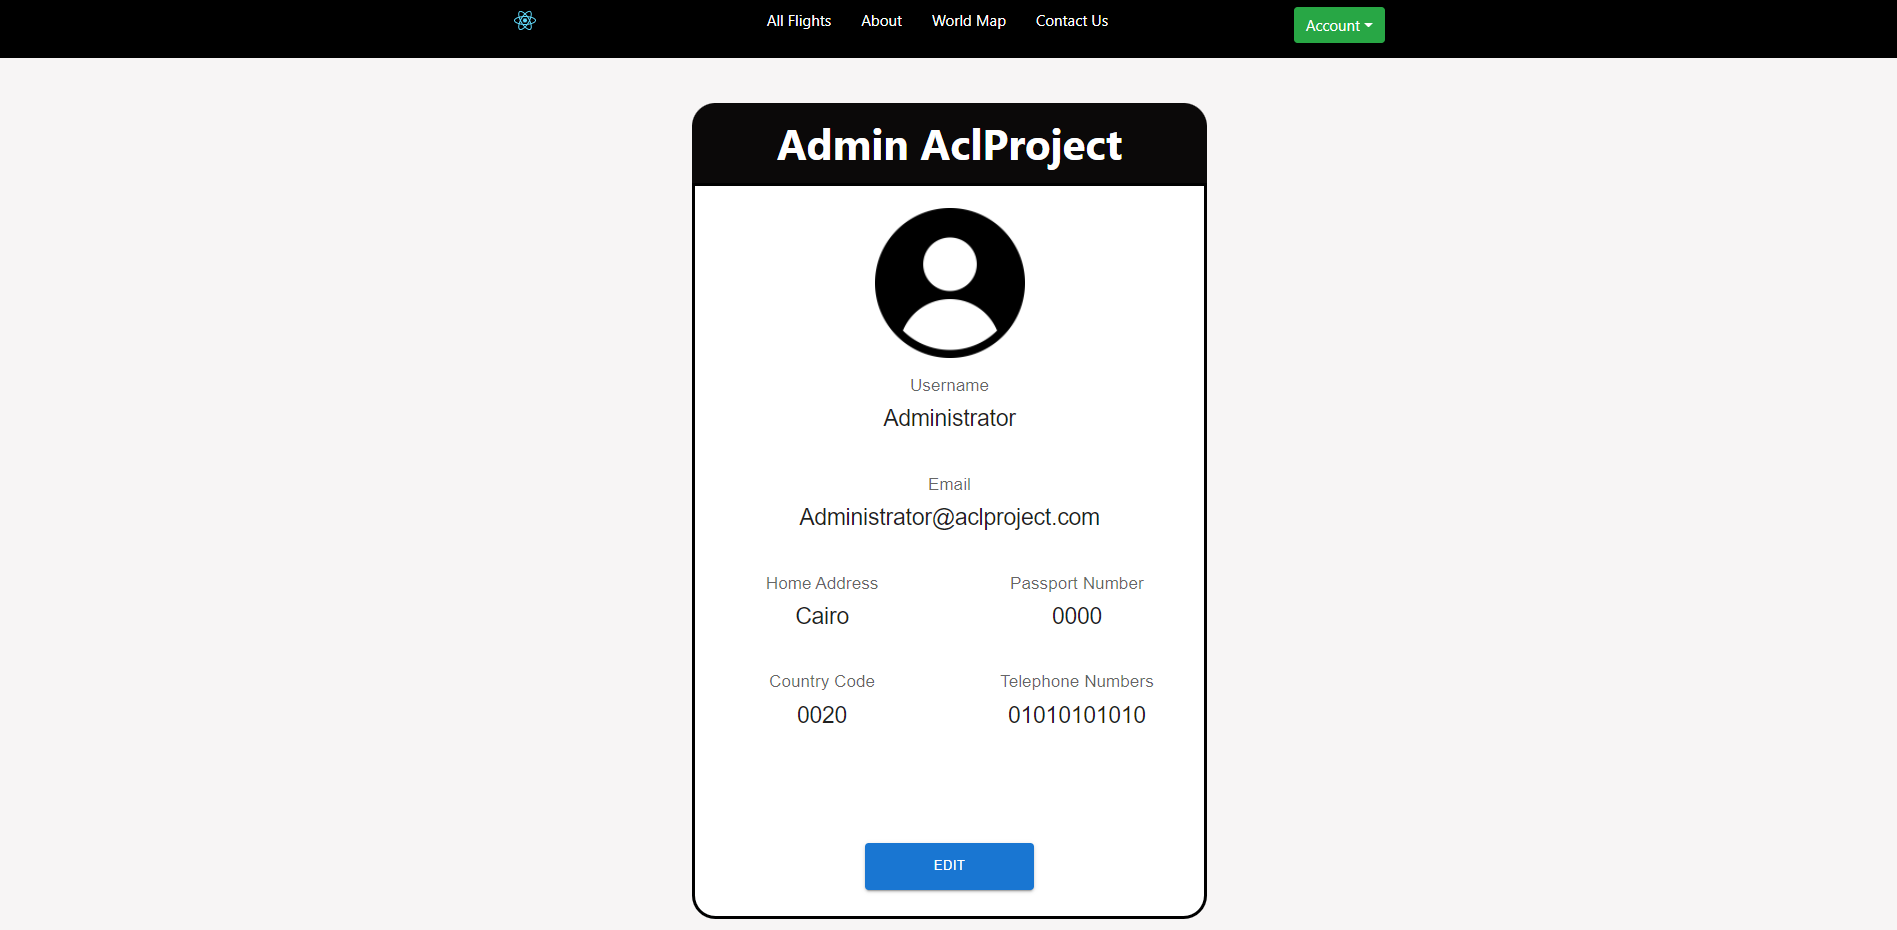 All Flights About World Map Contact Us Account
Admin AclProject
Username
Administrator
Email
Administrator@aclproject.com
Home Address Passport Number
Cairo 0000
Country Code Telephone Numbers
0020 01010101010
EDIT